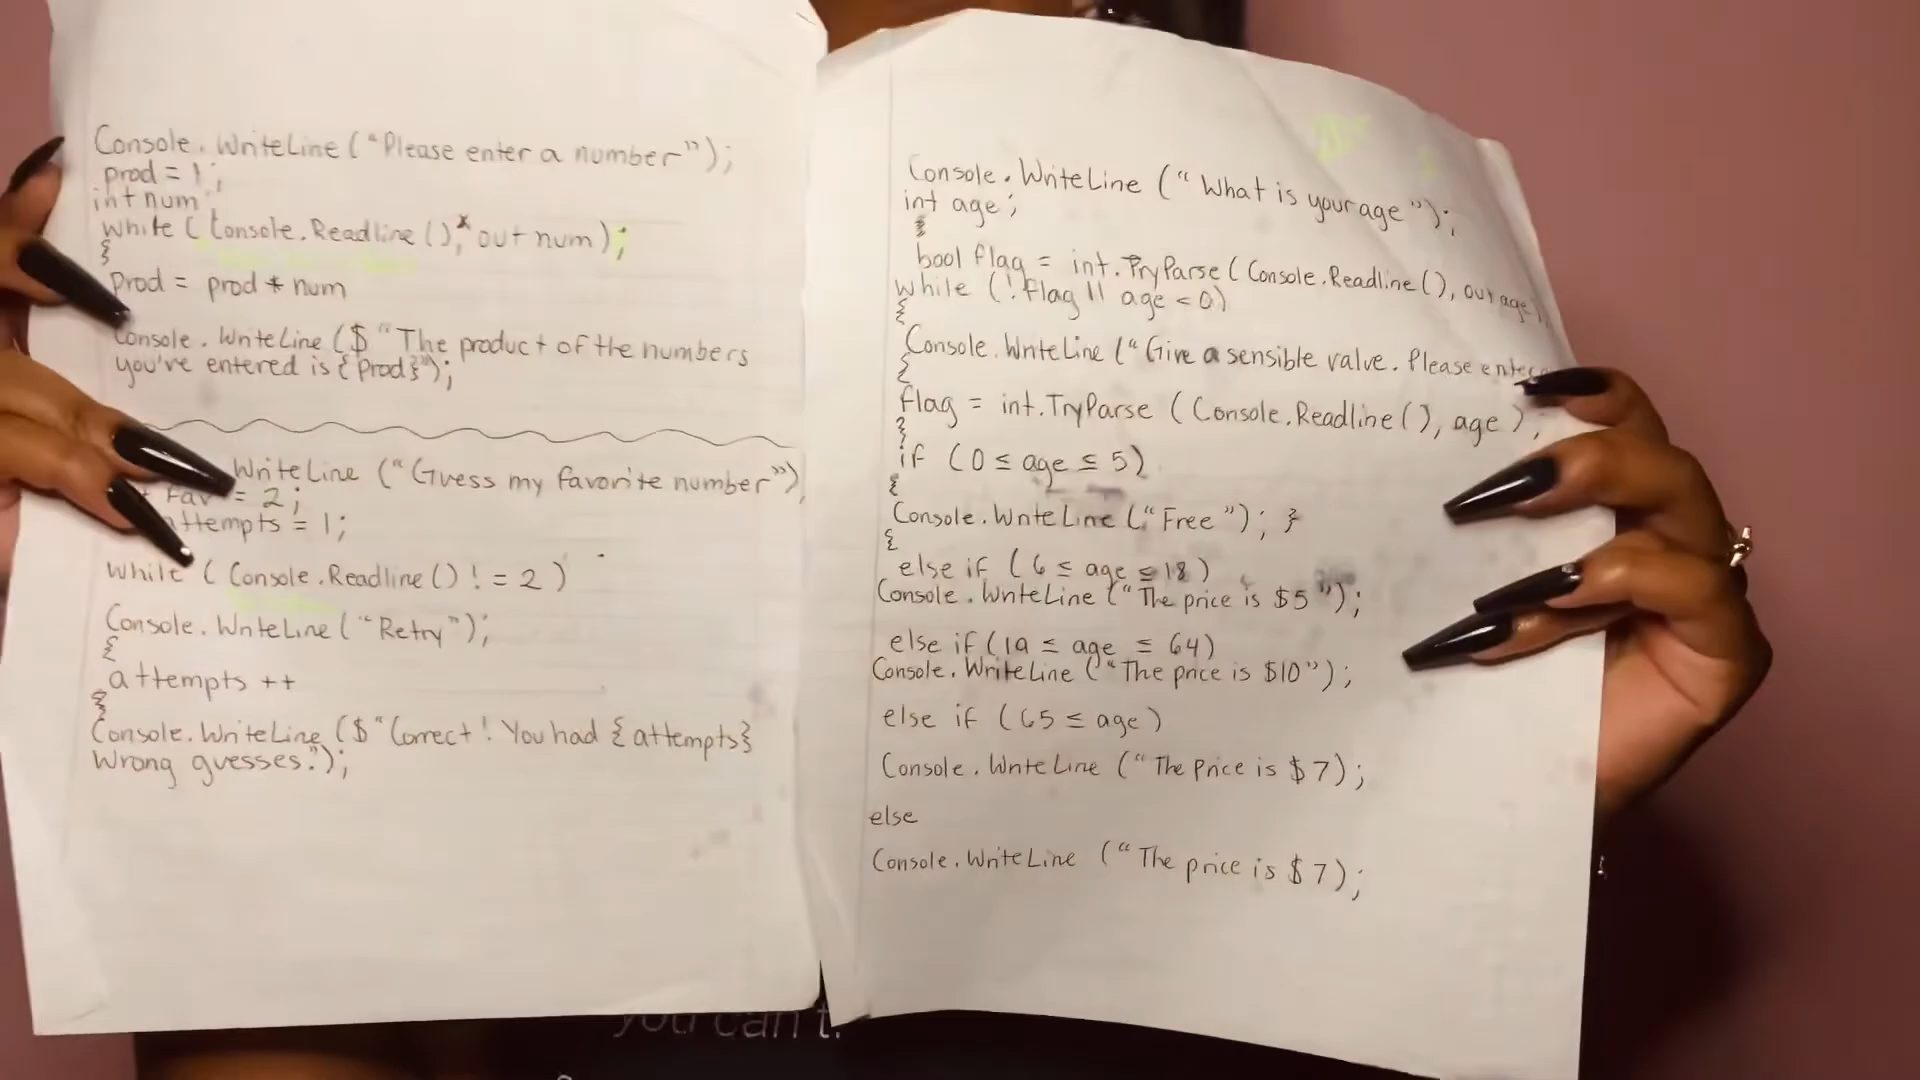 Console.WriteLine ("Please enter a number");
prod = 1;
int num;
while (Console.Readline(), out num);
{
Prod = prod * num
Console.WriteLine ($ "The product of the numbers
you've entered is {Prod}");
WriteLine ("Guess my favorite number")
Fav = 2;
attempts = 1;
while (Console.Readline() != 2)
Console.WriteLine ("Retry");
{
attempts ++
}
Console.WriteLine ($ "Correct! You had {attempts}
Wrong guesses.");
Console.WriteLine (" What is your age");
int age;
{
bool flag = int.TryParse (Console.Readline(), out age)
while (!flag || age < 0)
{
Console.WriteLine ("Give a sensible value. Please enter
{
flag = int.TryParse (Console.Readline(), age);
}
if (0 ≤ age ≤ 5)
{
Console.WriteLine ("Free"); }
{
else if (6 ≤ age ≤ 18)
Console.WriteLine ("The price is $5");
else if (19 ≤ age ≤ 64)
Console.WriteLine ("The price is $10");
else if (65 ≤ age)
Console.WriteLine ("The Price is $7);
else
Console.WriteLine ("The price is $7);
you can't.